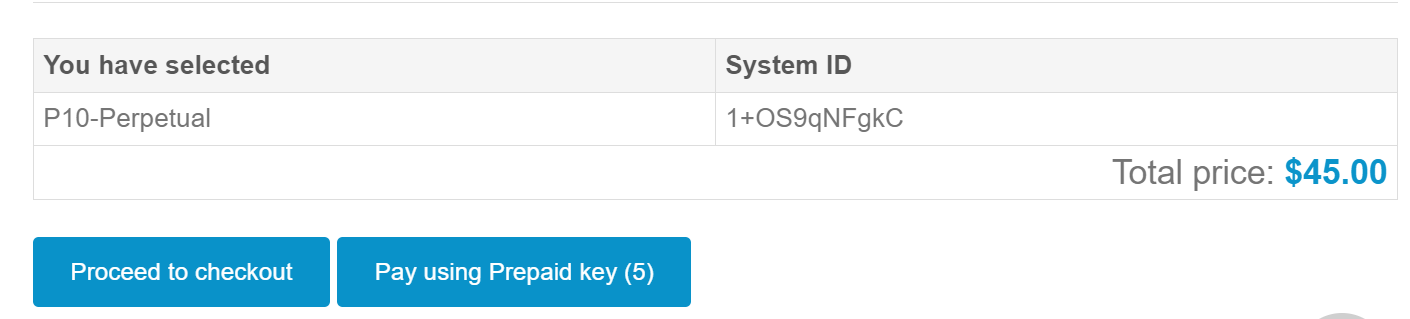 You have selected System ID
P10-Perpetual 1+OS9qNFgkC
Total price: $45.00
Proceed to checkout Pay using Prepaid key (5)